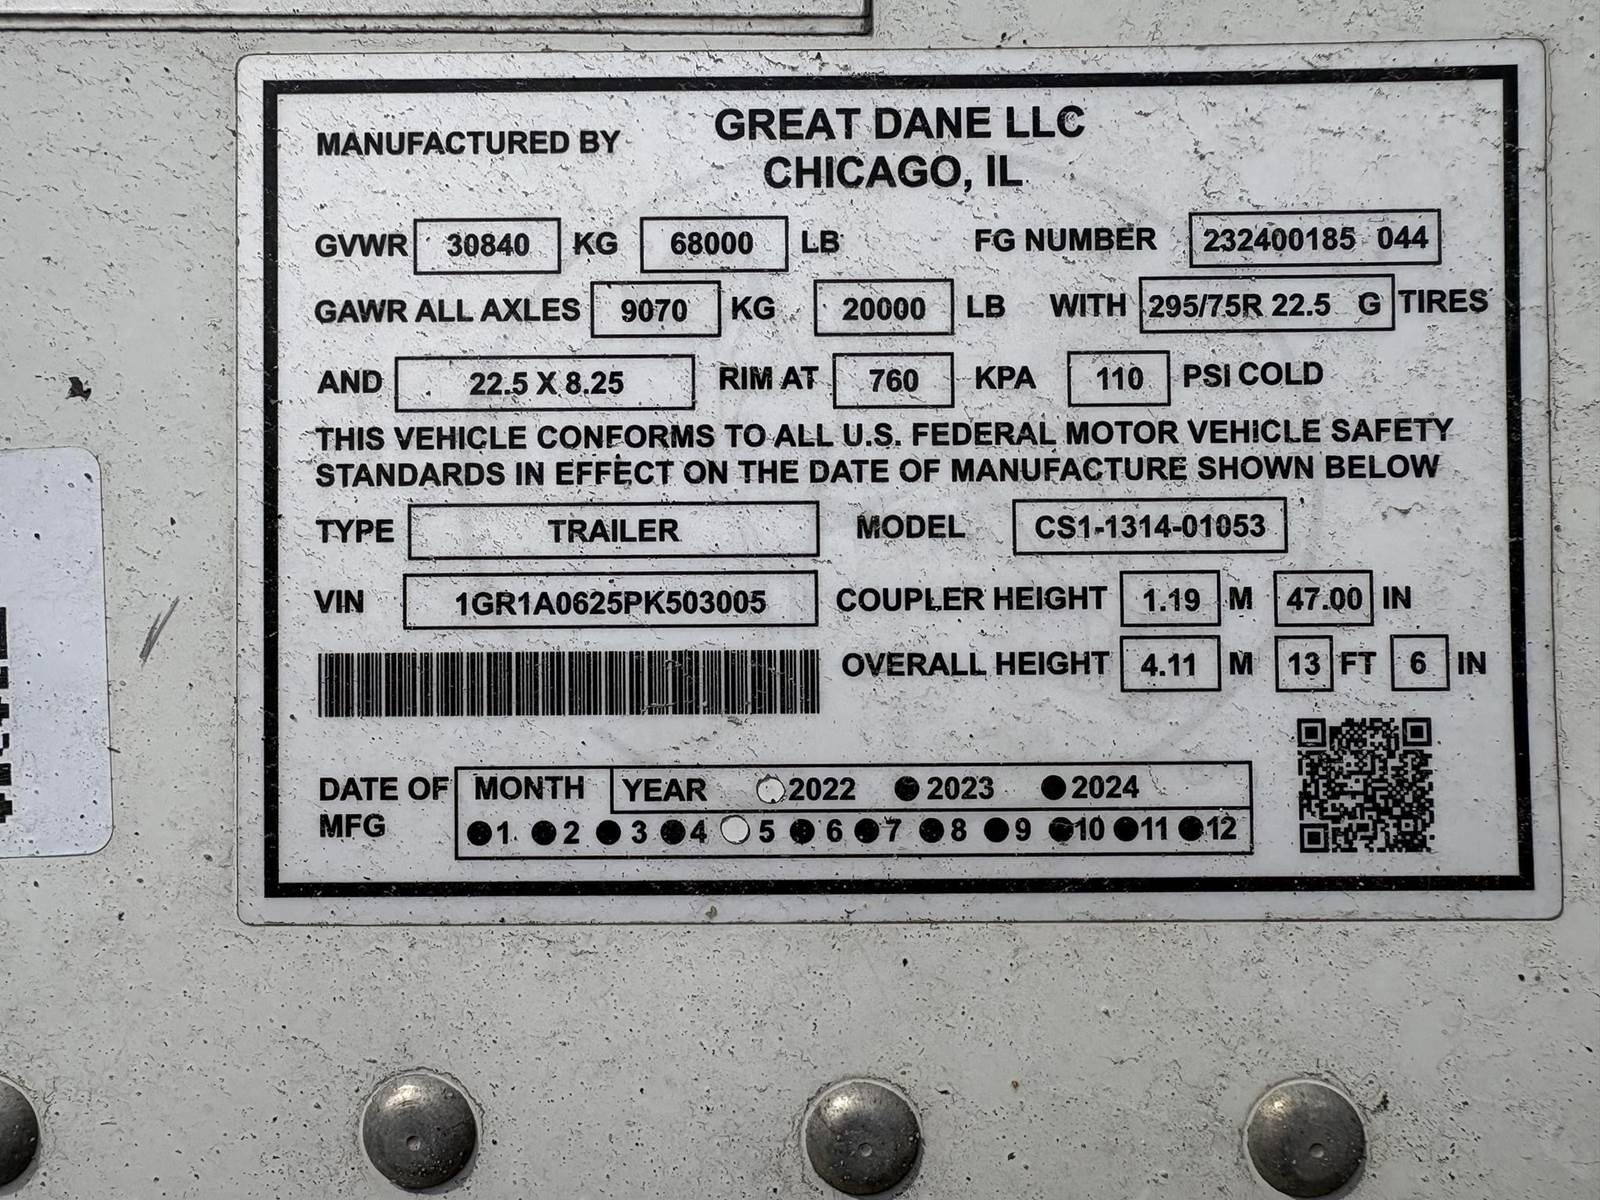 MANUFACTURED BY GREAT DANE LLC
CHICAGO, IL
GVWR 30840 KG 68000 LB FG NUMBER 232400185 044
GAWR ALL AXLES 9070 KG 20000 LB WITH 295/75R 22.5 G TIRES
AND 22.5 X 8.25 RIM AT 760 KPA 110 PSI COLD
THIS VEHICLE CONFORMS TO ALL U.S. FEDERAL MOTOR VEHICLE SAFETY
STANDARDS IN EFFECT ON THE DATE OF MANUFACTURE SHOWN BELOW
TYPE TRAILER MODEL CS1-1314-01053
VIN 1GR1A0625PK503005 COUPLER HEIGHT 1.19 M 47.00 IN
OVERALL HEIGHT 4.11 M 13 FT 6 IN
DATE OF MFG MONTH YEAR 2022 2023 2024
1 2 3 4 5 6 7 8 9 10 11 12